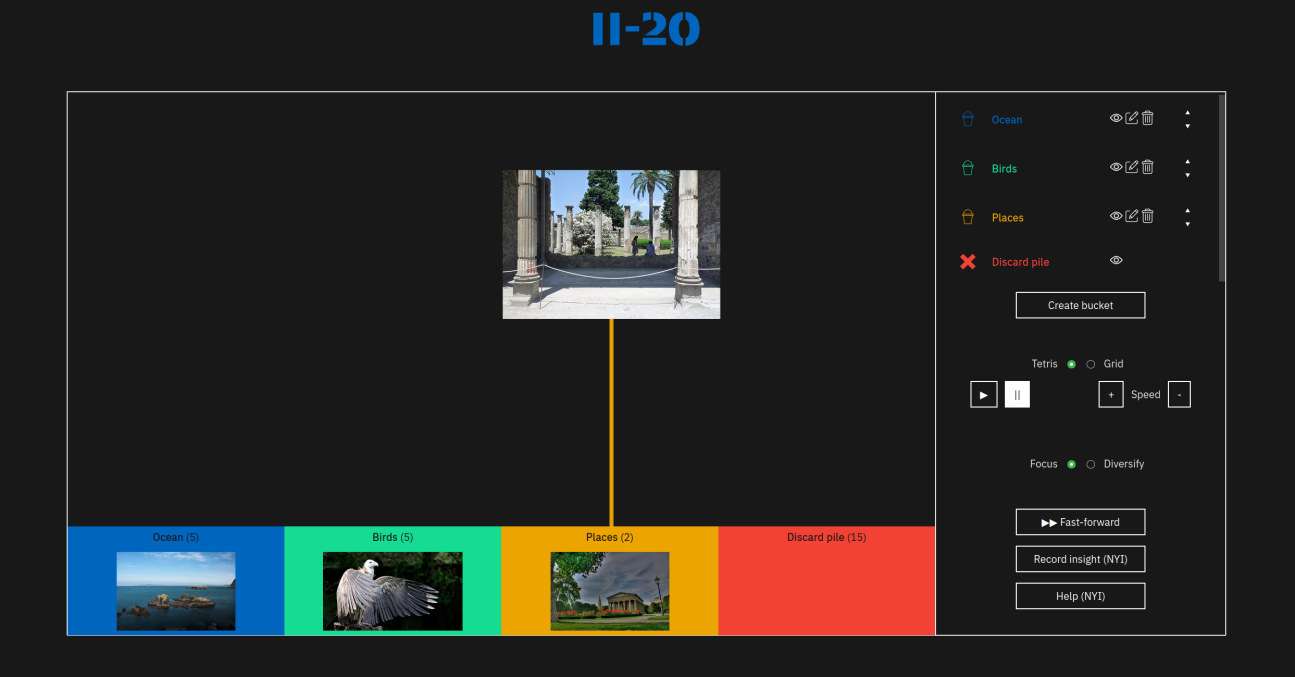 II-20
Ocean
Birds
Places
Discard pile
Create bucket
Tetris Grid
+ Speed -
Focus Diversify
Fast-forward
Record insight (NYI)
Help (NYI)
Ocean (5)
Birds (5)
Places (2)
Discard pile (15)